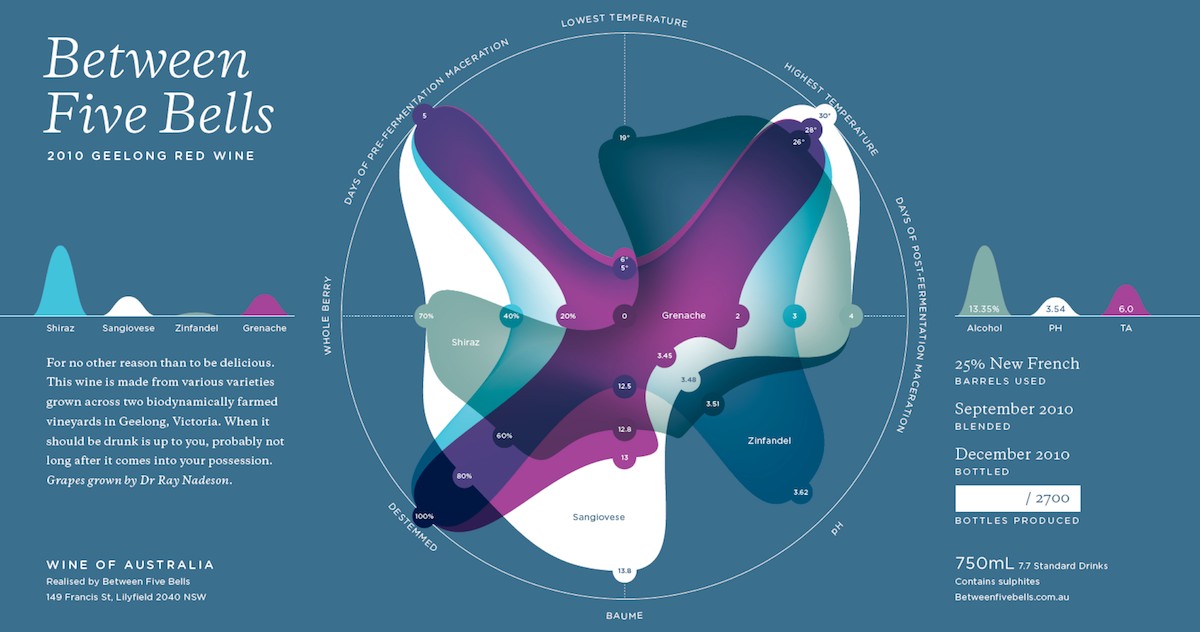 Between
Five Bells
2010 GEELONG RED WINE
Shiraz
Sangiovese
Zinfandel
Grenache
For no other reason than to be delicious.
This wine is made from various varieties
grown across two biodynamically farmed
vineyards in Geelong, Victoria. When it
should be drunk is up to you, probably not
long after it comes into your possession.
Grapes grown by Dr Ray Nadeson.
WINE OF AUSTRALIA
Realised by Between Five Bells
149 Francis St, Lilyfield 2040 NSW
LOWEST TEMPERATURE
HIGHEST TEMPERATURE
DAYS OF POST-FERMENTATION MACERATION
PH
BAUME
DESTEMMED
WHOLE BERRY
DAYS OF PRE-FERMENTATION MACERATION
5
19°
30°
28°
26°
6°
5°
70%
40%
20%
0
Grenache
2
3
4
Shiraz
3.45
3.48
3.51
12.5
60%
12.8
Zinfandel
13
80%
3.62
100%
Sangiovese
13.8
13.35%
3.54
6.0
Alcohol
PH
TA
25% New French
BARRELS USED
September 2010
BLENDED
December 2010
BOTTLED
/ 2700
BOTTLES PRODUCED
750mL 7.7 Standard Drinks
Contains sulphites
Betweenfivebells.com.au